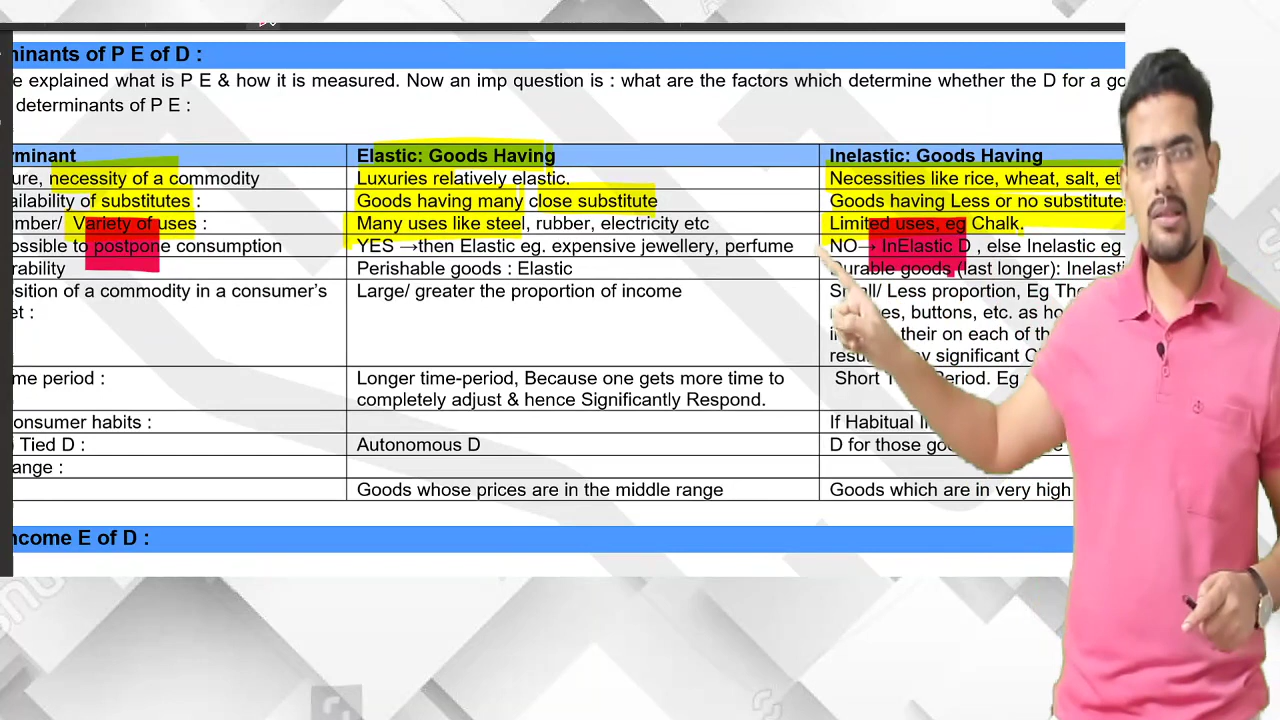 minants of P E of D :
e explained what is P E & how it is measured. Now an imp question is : what are the factors which determine whether the D for a go
determinants of P E :
rminant Elastic: Goods Having Inelastic: Goods Having
ure, necessity of a commodity Luxuries relatively elastic. Necessities like rice, wheat, salt, et
ailability of substitutes : Goods having many close substitute Goods having Less or no substitute
umber/ Variety of uses : Many uses like steel, rubber, electricity etc Limited uses, eg Chalk.
ossible to postpone consumption YES →then Elastic eg. expensive jewellery, perfume NO→ InElastic D , else Inelastic eg
rability Perishable goods : Elastic Durable goods (last longer): Inelasti
sition of a commodity in a consumer's Large/ greater the proportion of income Small/ Less proportion, Eg The
et : es, buttons, etc. as ho
their on each of th
significant
me period : Longer time-period, Because one gets more time to Short Period. Eg
completely adjust & hence Significantly Respond.
onsumer habits : If Habitual
Tied D : Autonomous D D for those
ange :
Goods whose prices are in the middle range Goods which are in very high
ncome E of D :